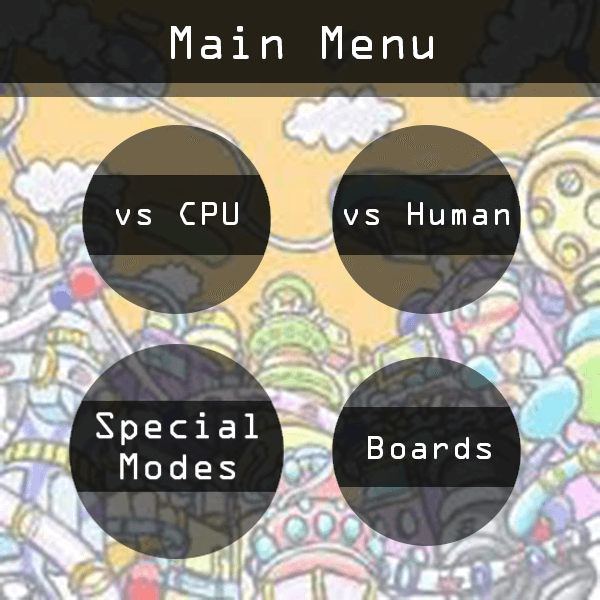 Main Menu
vs CPU
vs Human
Special
Modes
Boards